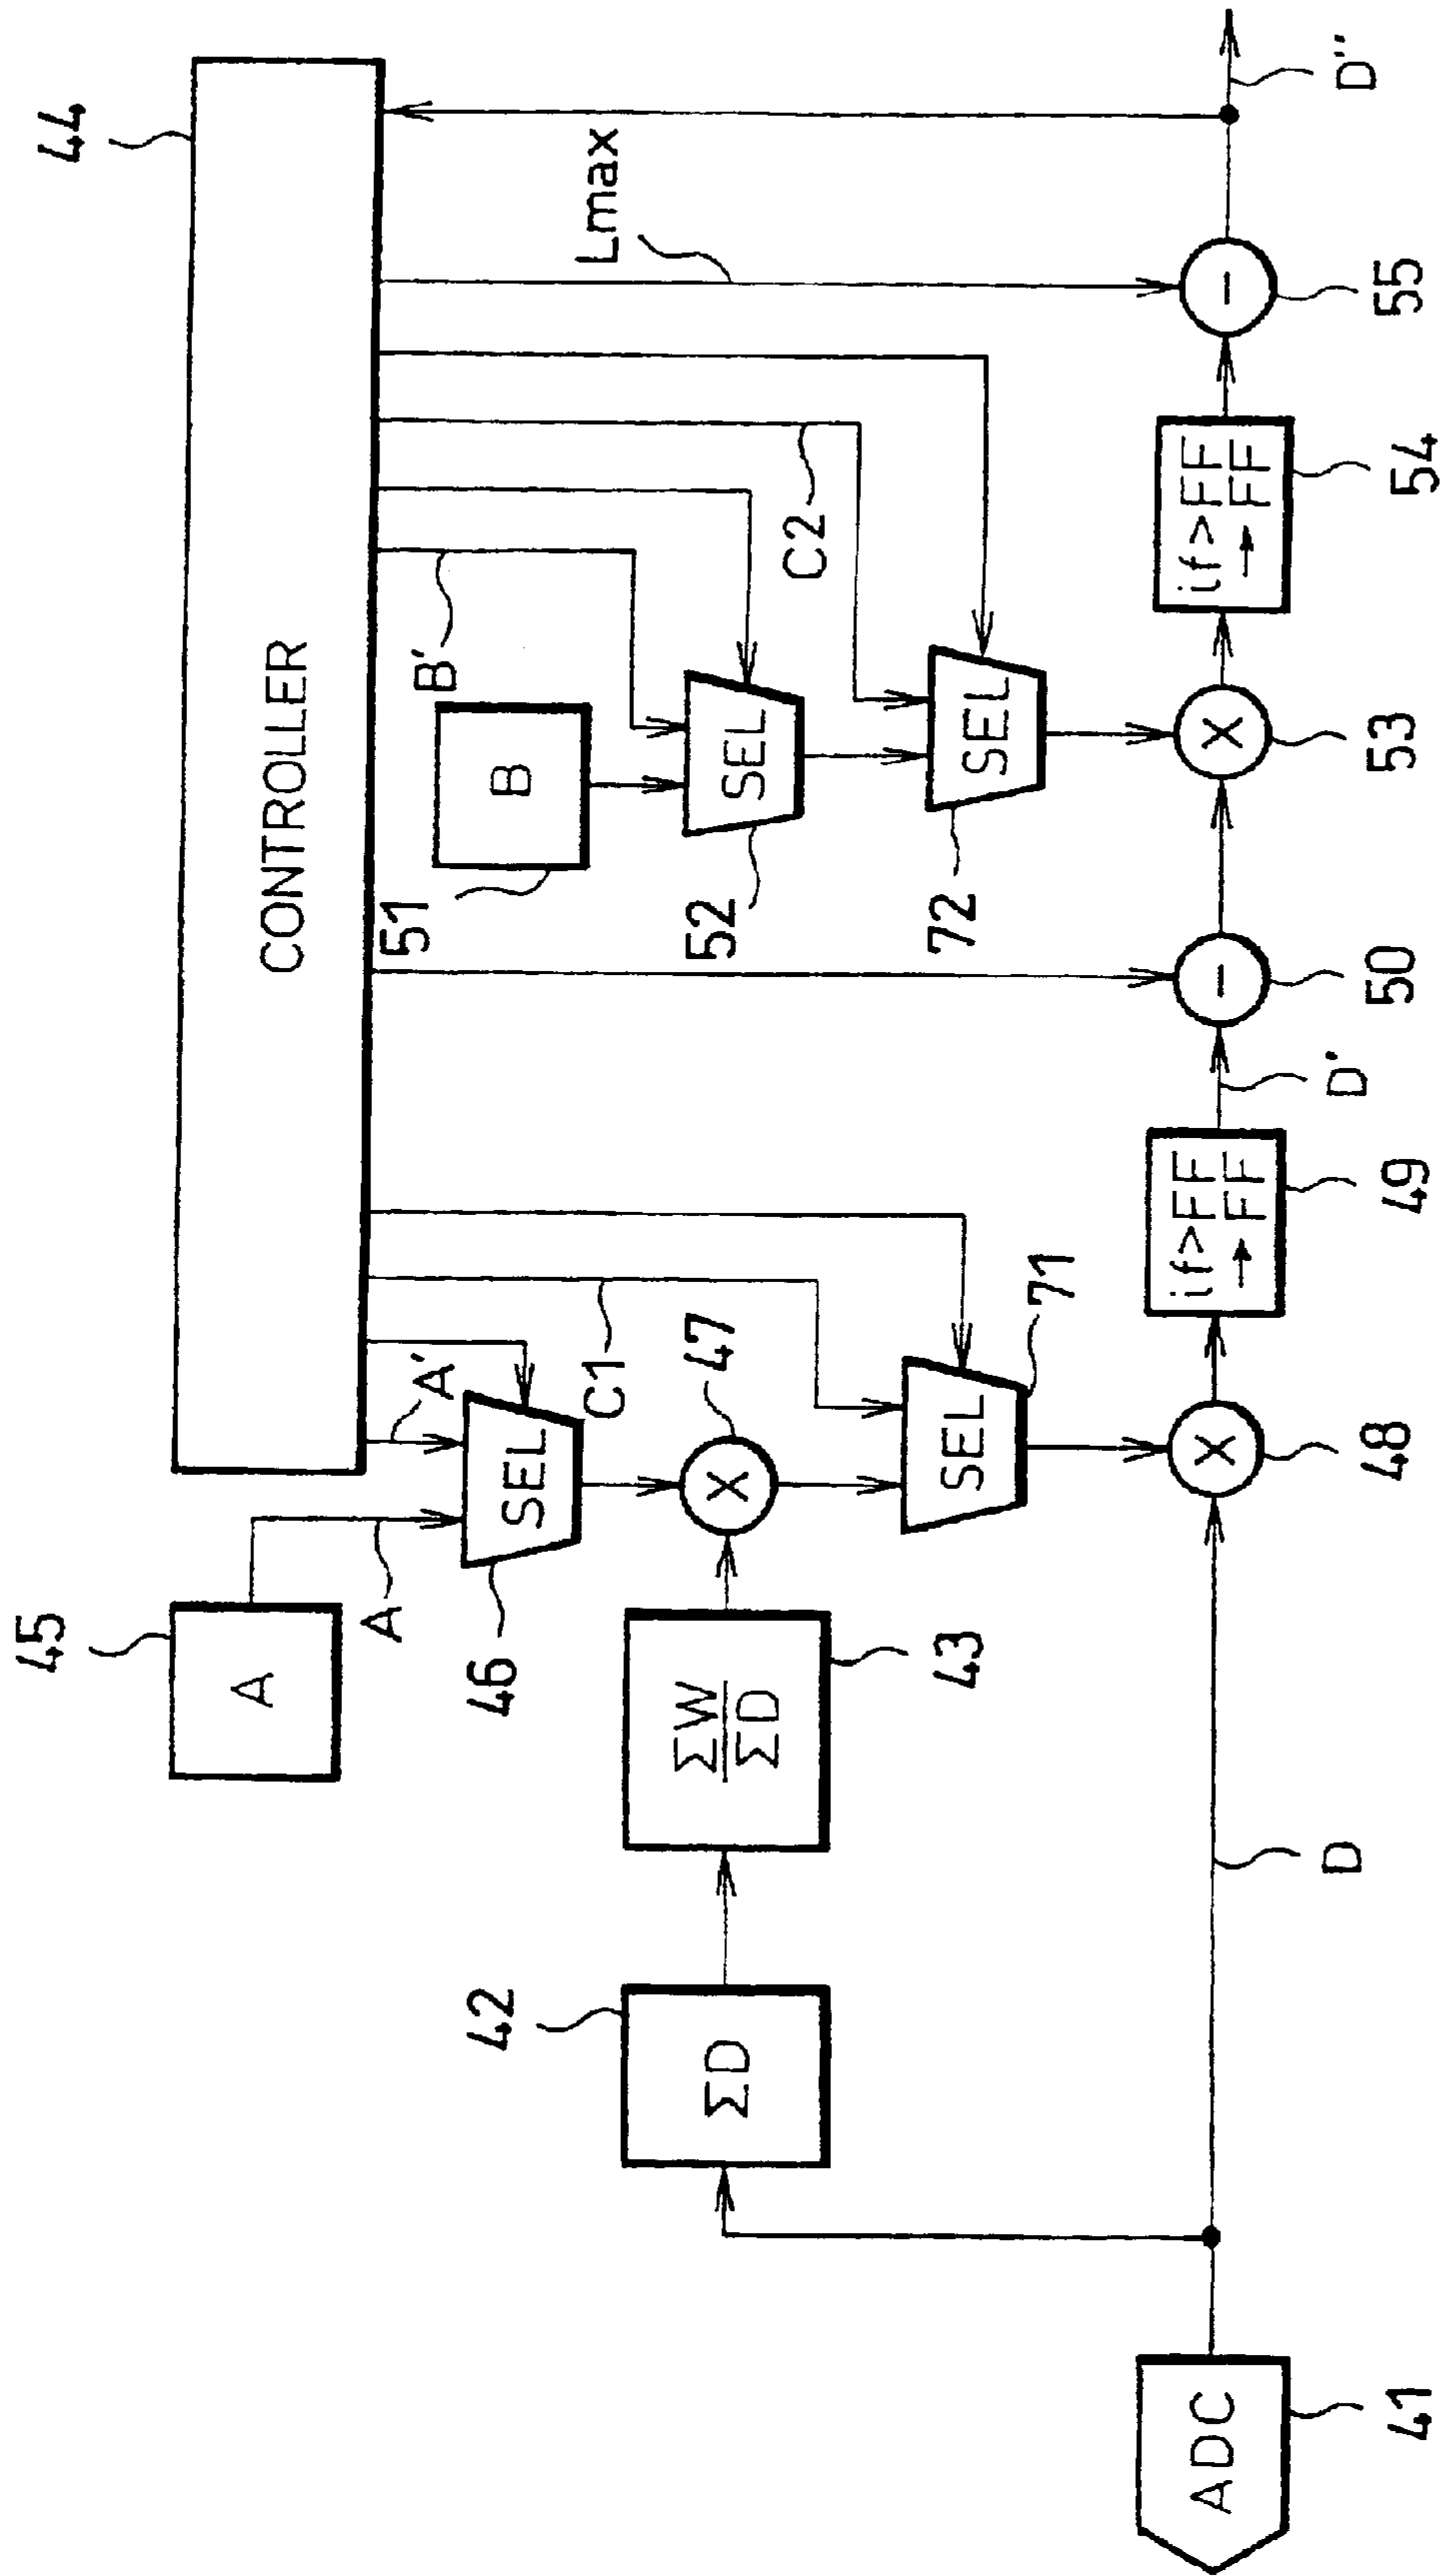 44
CONTROLLER
45
A
A
A'
46
SEL
C1
47
X
42
ΣD
43
ΣW
ΣD
71
SEL
B'
51
B
52
SEL
C2
72
SEL
Lmax
41
ADC
D
48
X
49
if>FF
→FF
D'
50
-
53
X
54
if>FF
→FF
55
-
D''